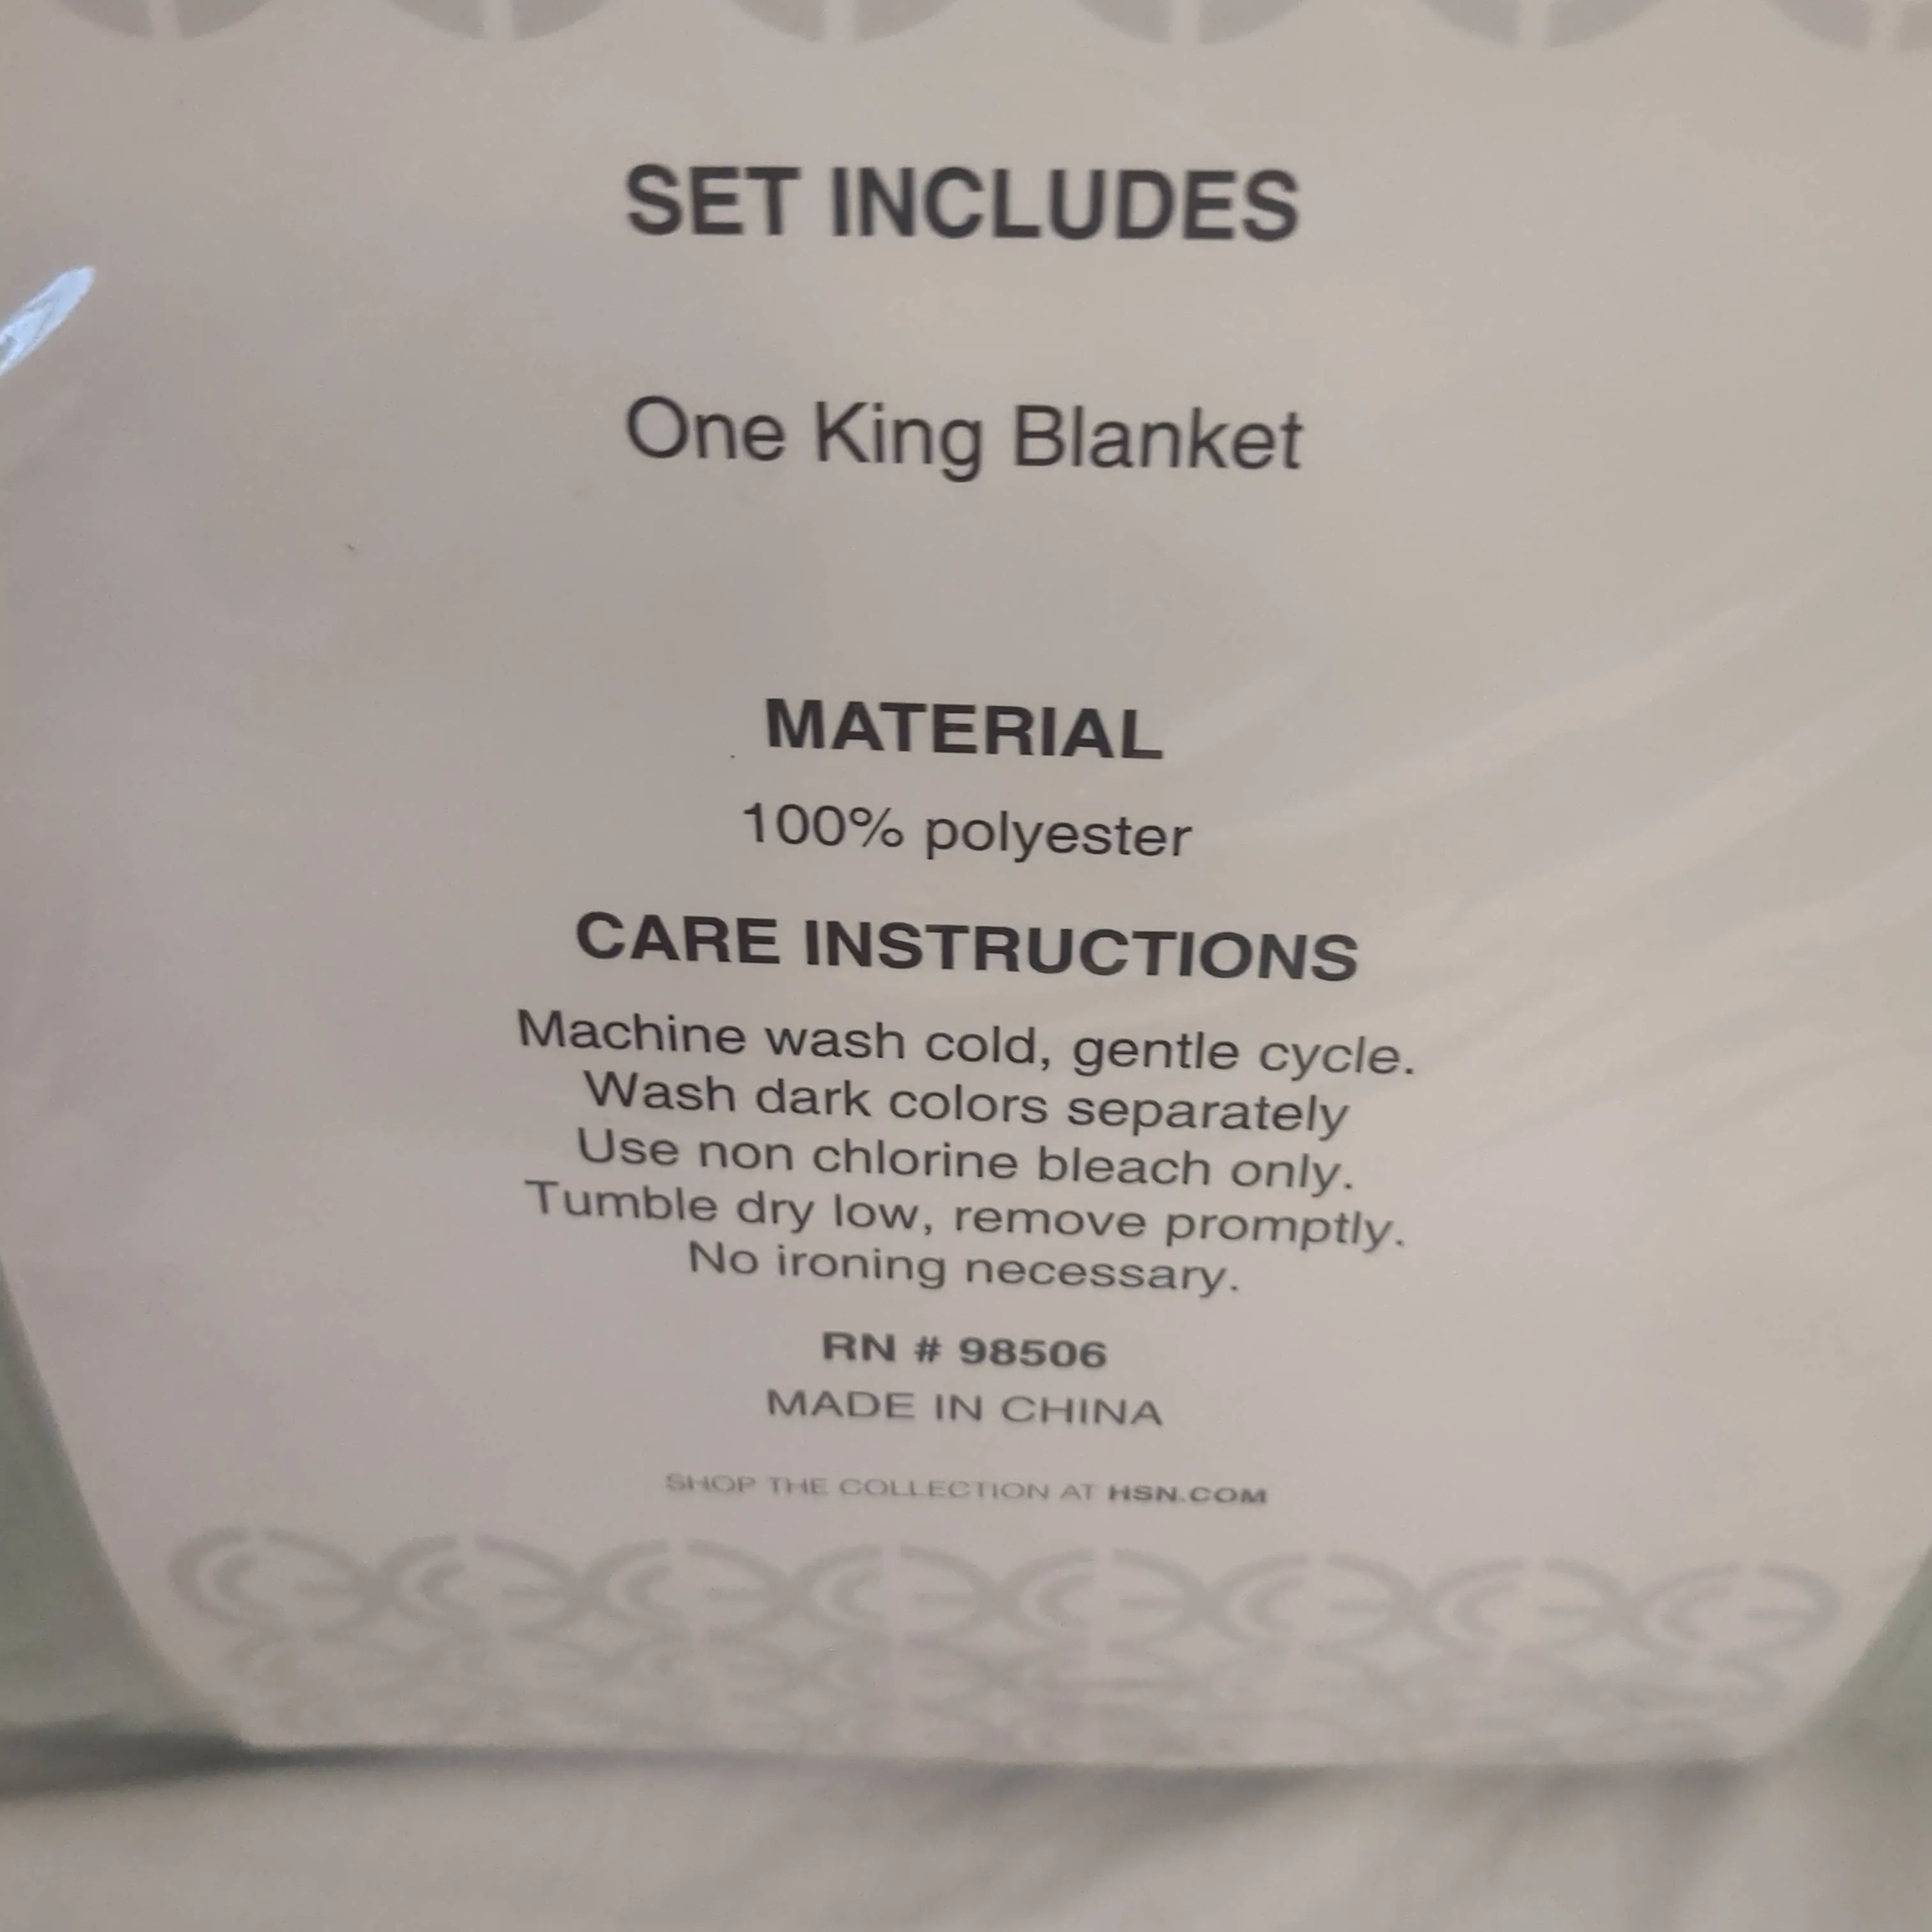 SET INCLUDES
One King Blanket
MATERIAL
100% polyester
CARE INSTRUCTIONS
Machine wash cold, gentle cycle.
Wash dark colors separately
Use non chlorine bleach only.
Tumble dry low, remove promptly.
No ironing necessary.
RN # 98506
MADE IN CHINA
SHOP THE COLLECTION AT HSN.COM